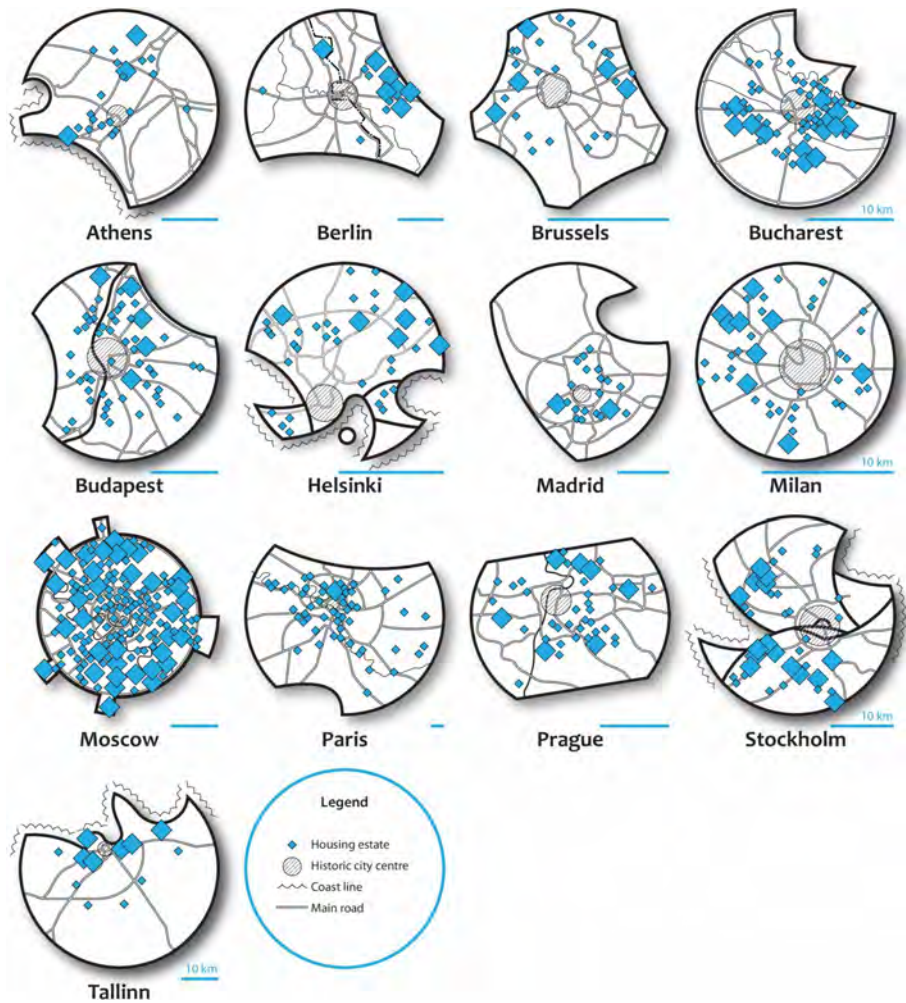 Athens
Berlin
Brussels
10 km
Bucharest
Budapest
Helsinki
Madrid
10 km
Milan
Moscow
Paris
Prague
10 km
Stockholm
10 km
Tallinn
Legend
Housing estate
Historic city centre
Coast line
Main road